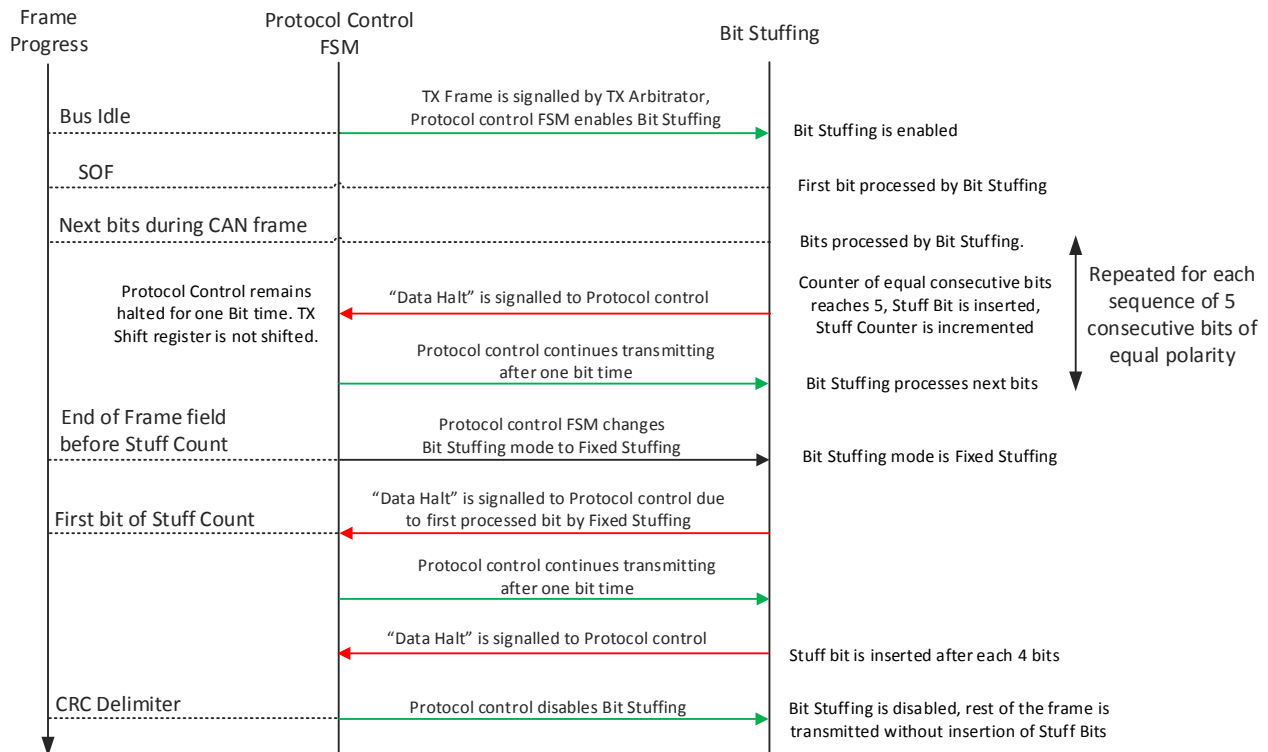 Frame
Progress
Protocol Control
FSM
Bit Stuffing
TX Frame is signalled by TX Arbitrator,
Protocol control FSM enables Bit Stuffing
Bus Idle
Bit Stuffing is enabled
SOF
First bit processed by Bit Stuffing
Next bits during CAN frame
Bits processed by Bit Stuffing.
Protocol Control remains
halted for one Bit time. TX
Shift register is not shifted.
“Data Halt” is signalled to Protocol control
Counter of equal consecutive bits
reaches 5, Stuff Bit is inserted,
Stuff Counter is incremented
Repeated for each
sequence of 5
consecutive bits of
equal polarity
Protocol control continues transmitting
after one bit time
Bit Stuffing processes next bits
End of Frame field
before Stuff Count
Protocol control FSM changes
Bit Stuffing mode to Fixed Stuffing
Bit Stuffing mode is Fixed Stuffing
First bit of Stuff Count
“Data Halt” is signalled to Protocol control due
to first processed bit by Fixed Stuffing
Protocol control continues transmitting
after one bit time
“Data Halt” is signalled to Protocol control
Stuff bit is inserted after each 4 bits
CRC Delimiter
Protocol control disables Bit Stuffing
Bit Stuffing is disabled, rest of the frame is
transmitted without insertion of Stuff Bits